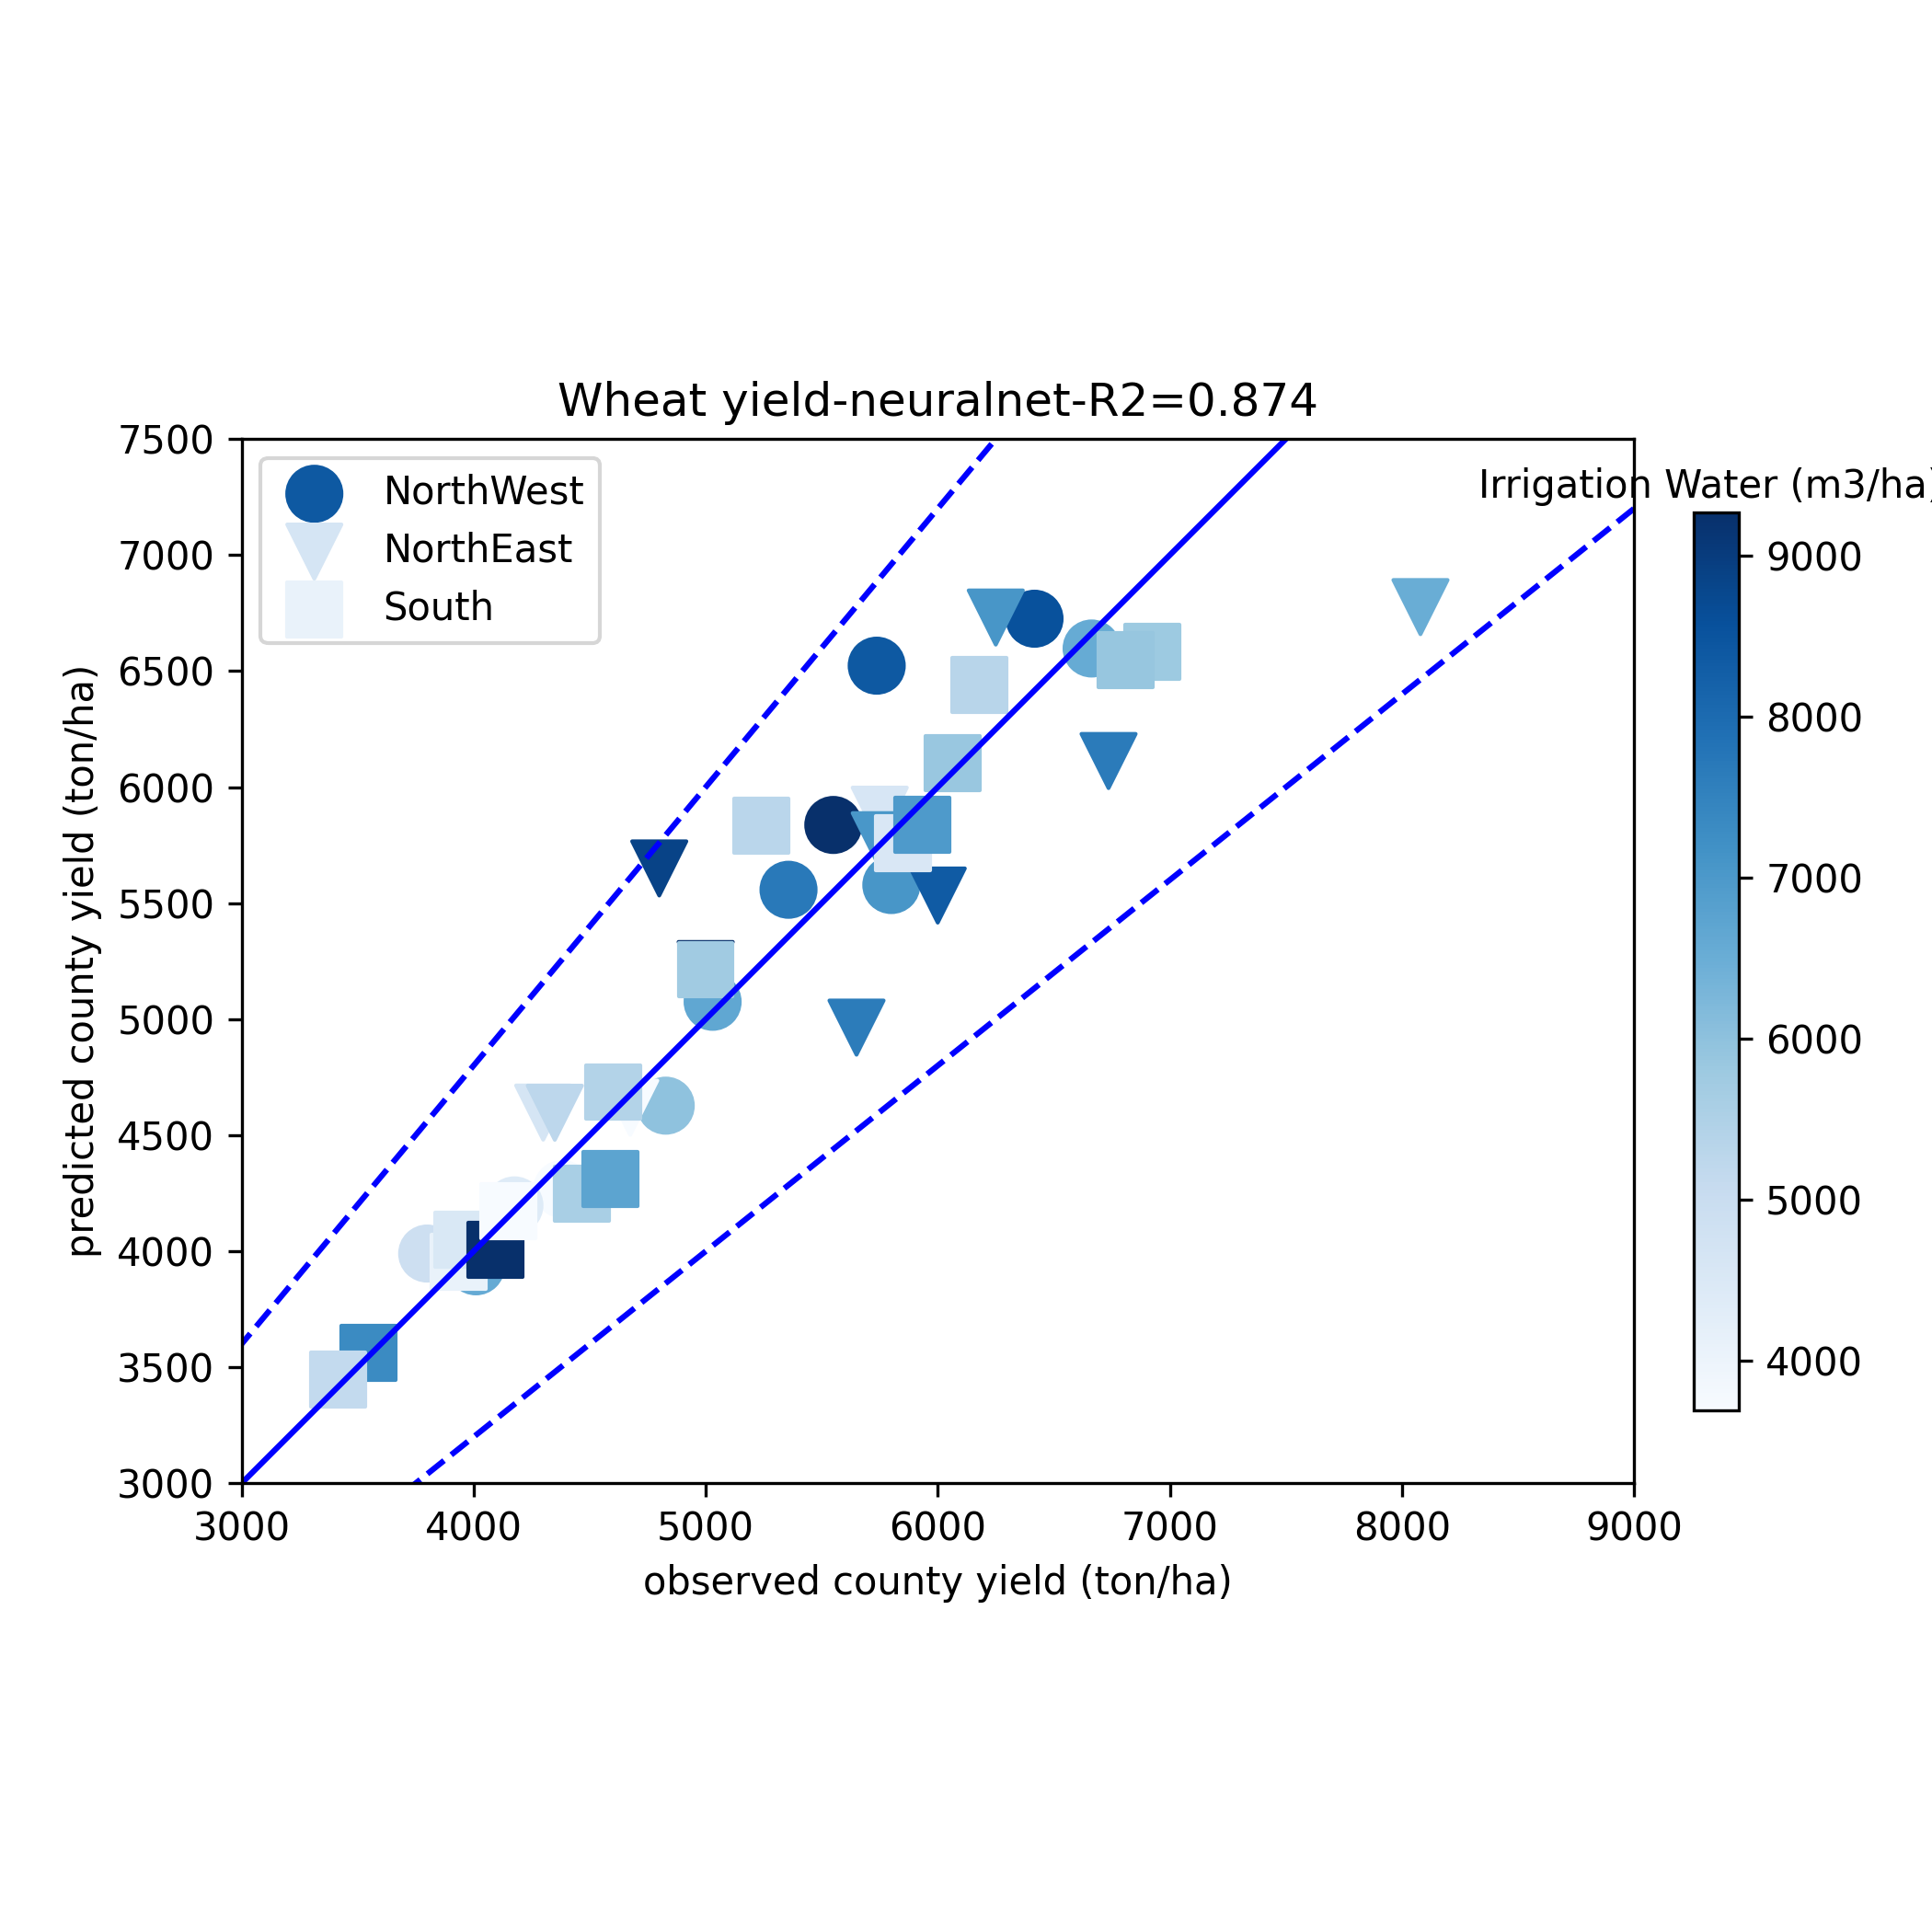 Wheat yield-neuralnet-R2=0.874
NorthWest
NorthEast
South
Irrigation Water (m3/ha)
7500
7000
6500
6000
5500
5000
4500
4000
3500
3000
predicted county yield (ton/ha)
3000 4000 5000 6000 7000 8000 9000
observed county yield (ton/ha)
9000
8000
7000
6000
5000
4000